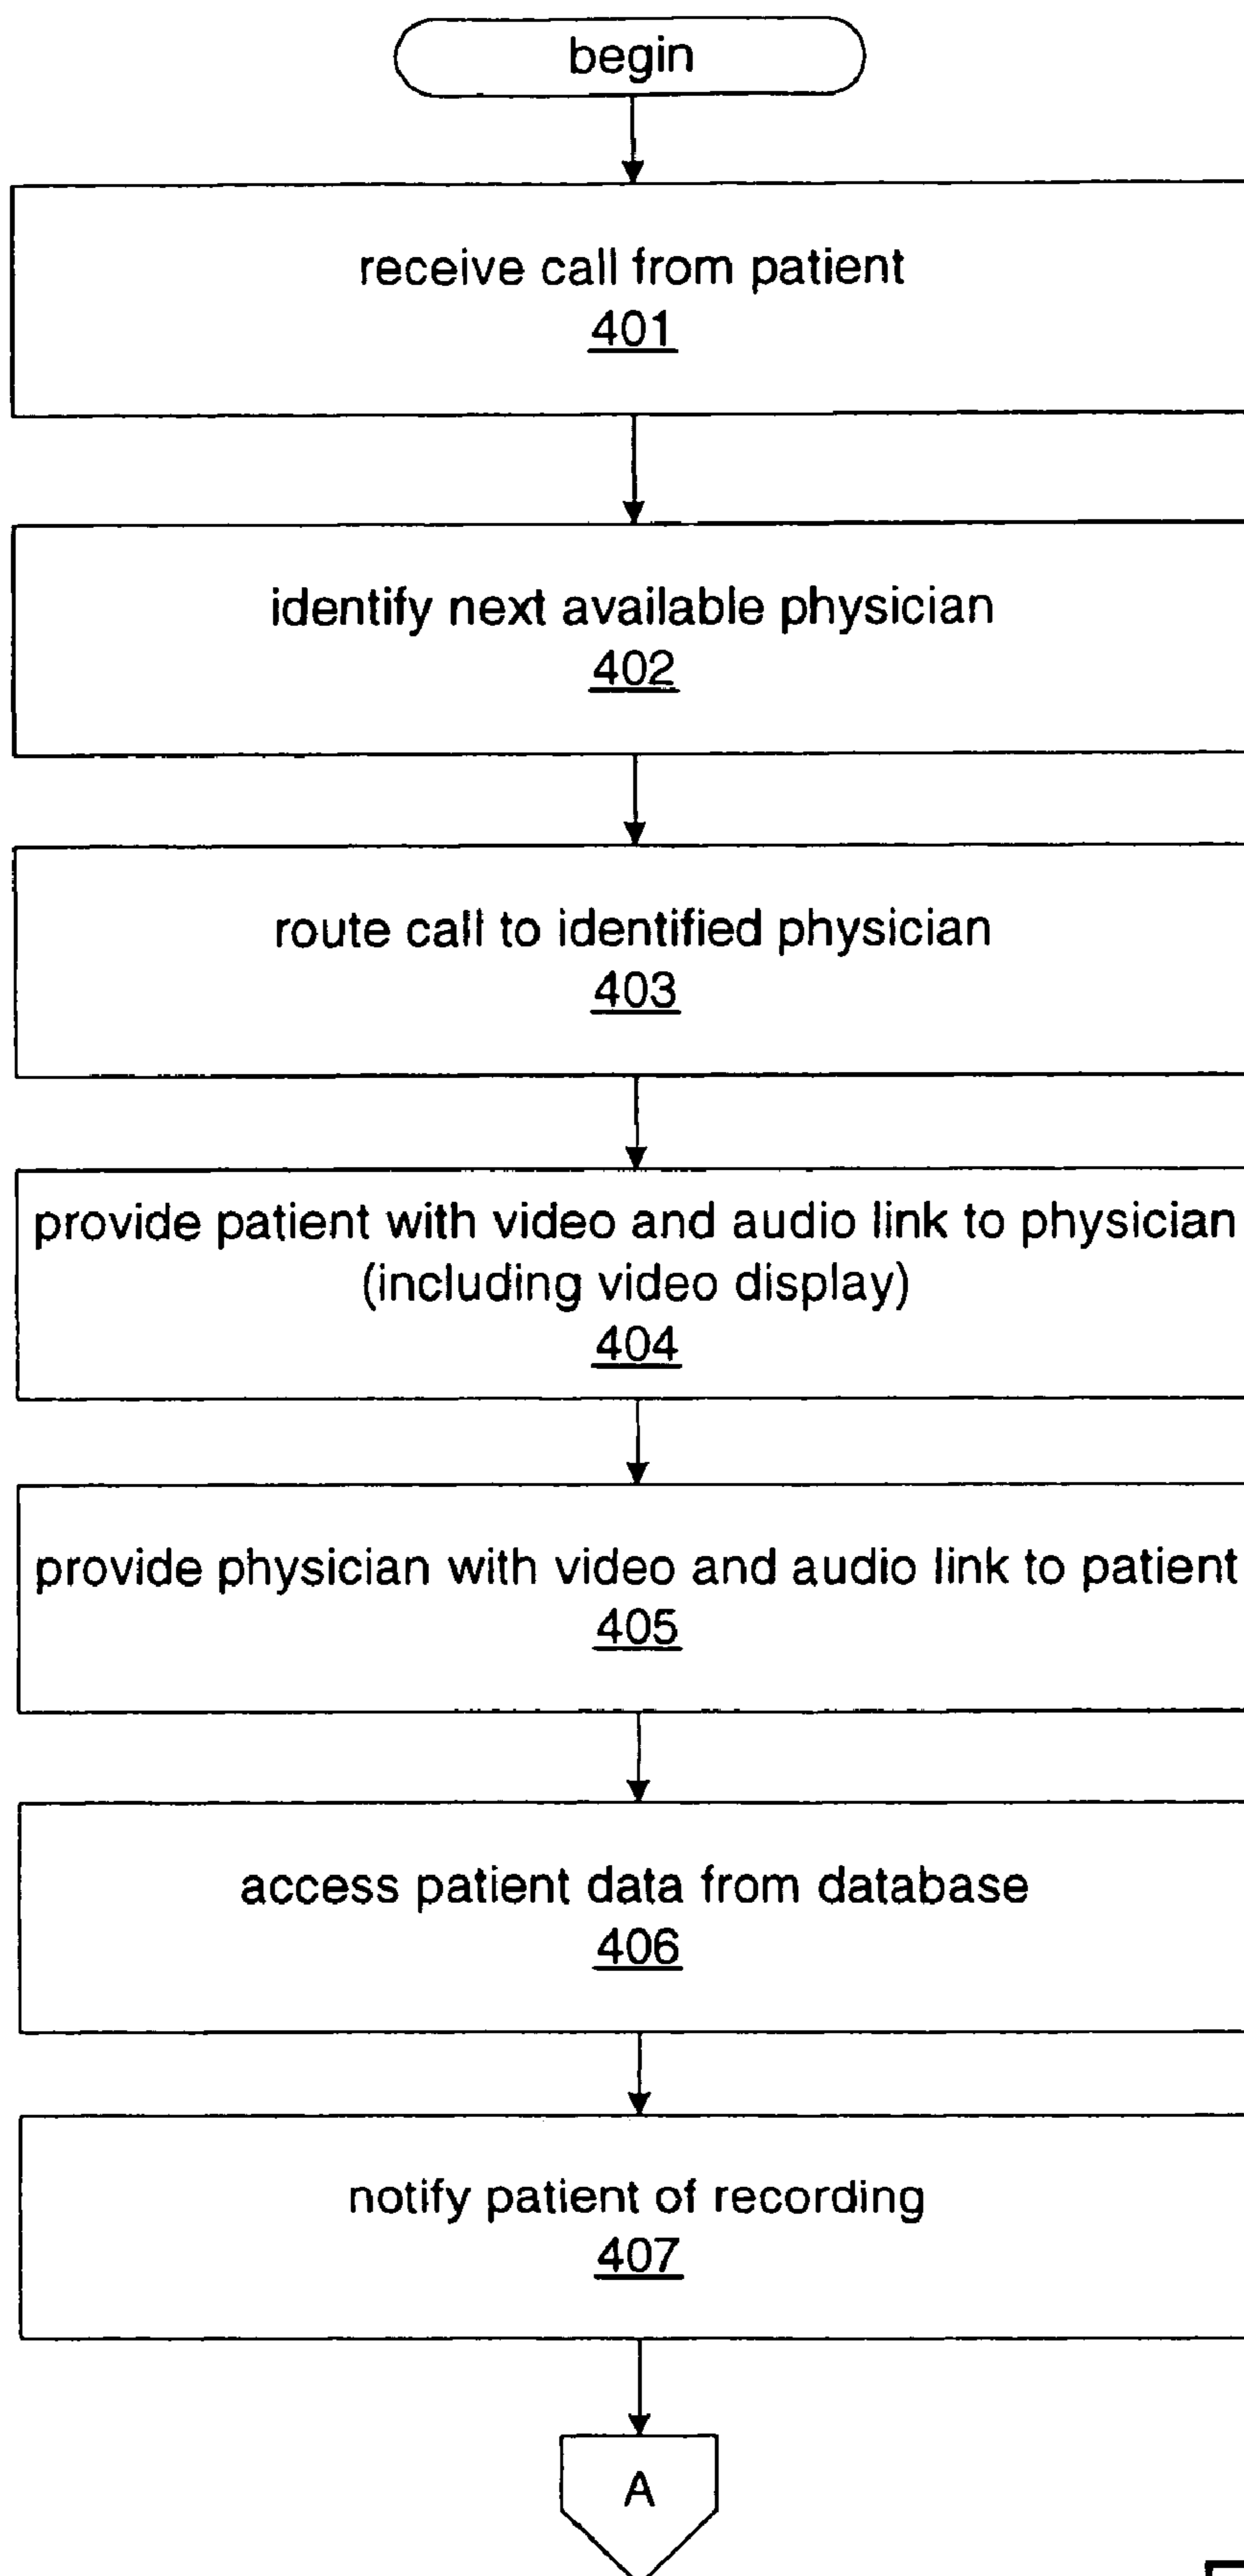 begin
receive call from patient
401
identify next available physician
402
route call to identified physician
403
provide patient with video and audio link to physician
(including video display)
404
provide physician with video and audio link to patient
405
access patient data from database
406
notify patient of recording
407
A